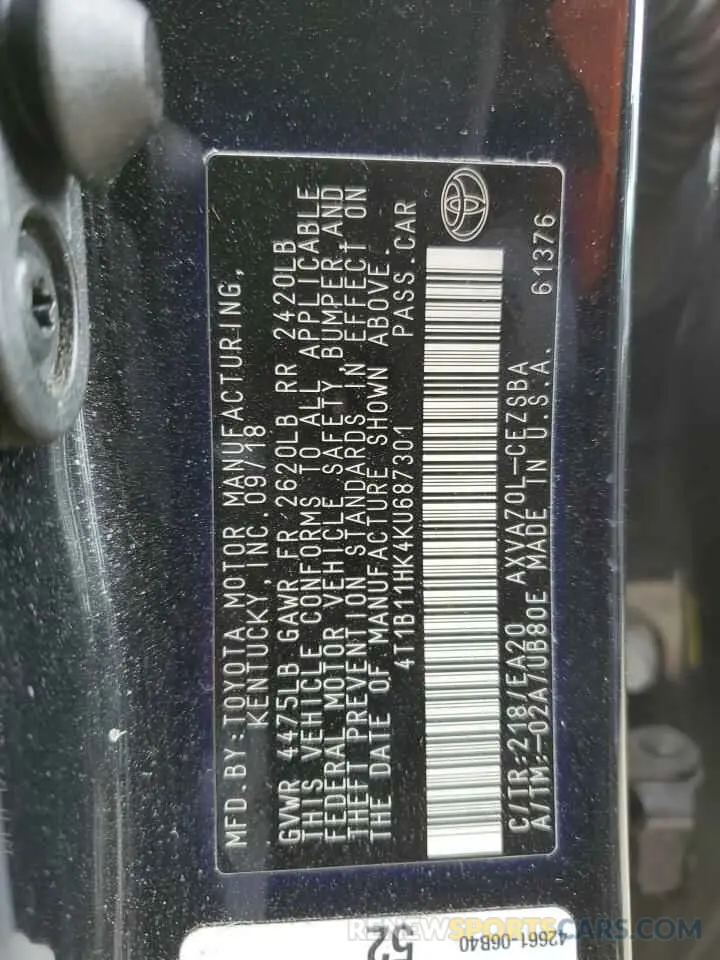 MFD. BY: TOYOTA MOTOR MANUFACTURING,
KENTUCKY, INC. 09/18
GVWR 4475LB GAWR FR 2620LB RR 2420LB
THIS VEHICLE CONFORMS TO ALL APPLICABLE
FEDERAL MOTOR VEHICLE SAFETY, BUMPER, AND
THEFT PREVENTION STANDARDS IN EFFECT ON
THE DATE OF MANUFACTURE SHOWN ABOVE.
4T1B11HK4KU687301 PASS. CAR
C/TR: 218/EA20 AXVA70L-CEZSBA
A/TM: -02A/UB80E MADE IN U.S.A. 61376
52
42661-06B40
RENEWSPORTSCARS.COM